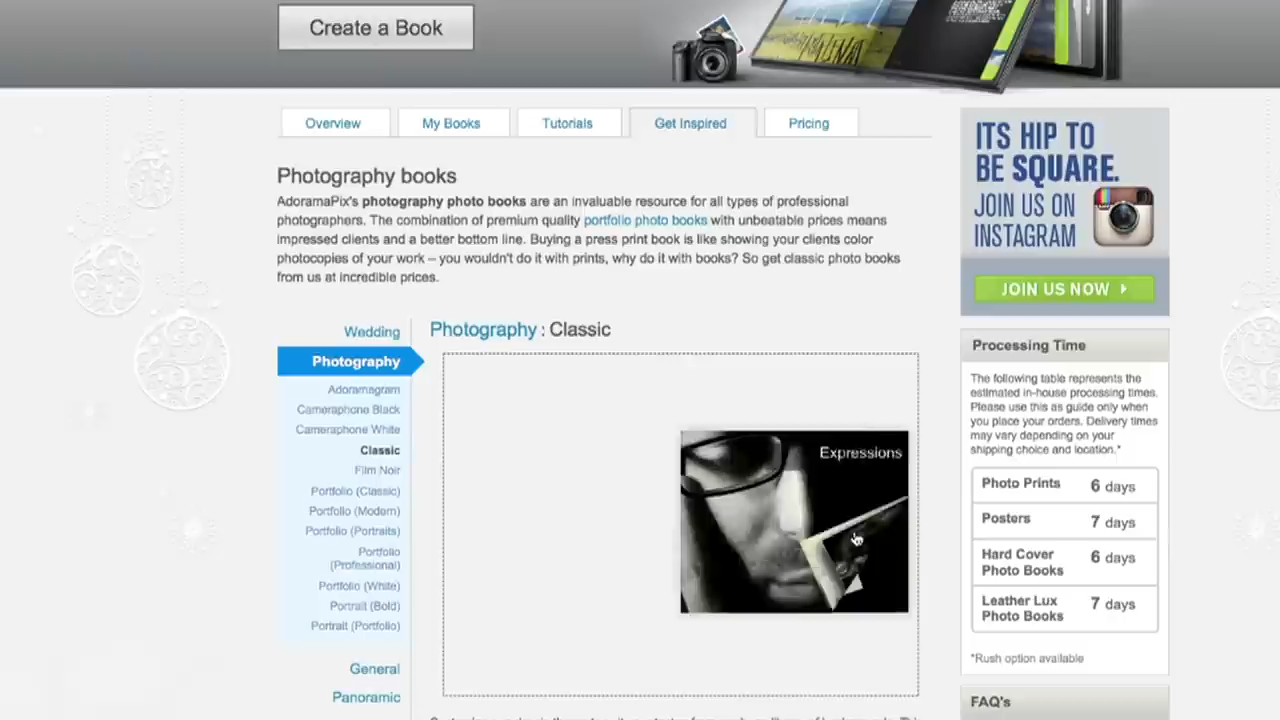 Create a Book
Overview
My Books
Tutorials
Get Inspired
Pricing
Photography books
AdoramaPix's photography photo books are an invaluable resource for all types of professional
photographers. The combination of premium quality portfolio photo books with unbeatable prices means
impressed clients and a better bottom line. Buying a press print book is like showing your clients color
photocopies of your work – you wouldn't do it with prints, why do it with books? So get classic photo books
from us at incredible prices.
Wedding
Photography
Adoramagram
Cameraphone Black
Cameraphone White
Classic
Film Noir
Portfolio (Classic)
Portfolio (Modern)
Portfolio (Portraits)
Portfolio
(Professional)
Portfolio (White)
Portrait (Bold)
Portrait (Portfolio)
General
Panoramic
Photography : Classic
Expressions
ITS HIP TO
BE SQUARE.
JOIN US ON
INSTAGRAM
JOIN US NOW
Processing Time
The following table represents the
estimated in-house processing times.
Please use this as guide only when
you place your orders. Delivery times
may vary depending on your
shipping choice and location.*
Photo Prints 6 days
Posters 7 days
Hard Cover
Photo Books 6 days
Leather Lux
Photo Books 7 days
*Rush option available
FAQ's